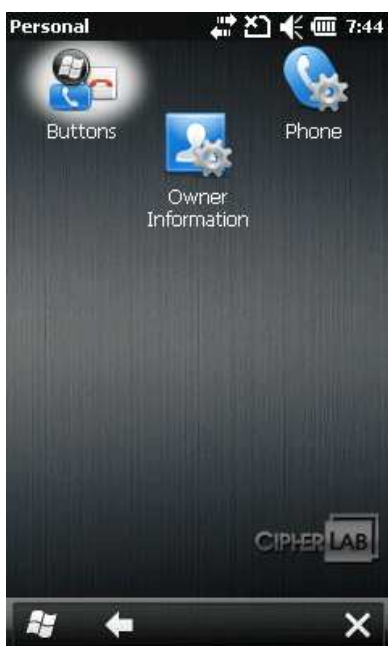 Personal 7:44
Buttons
Phone
Owner
Information
CIPHERLAB